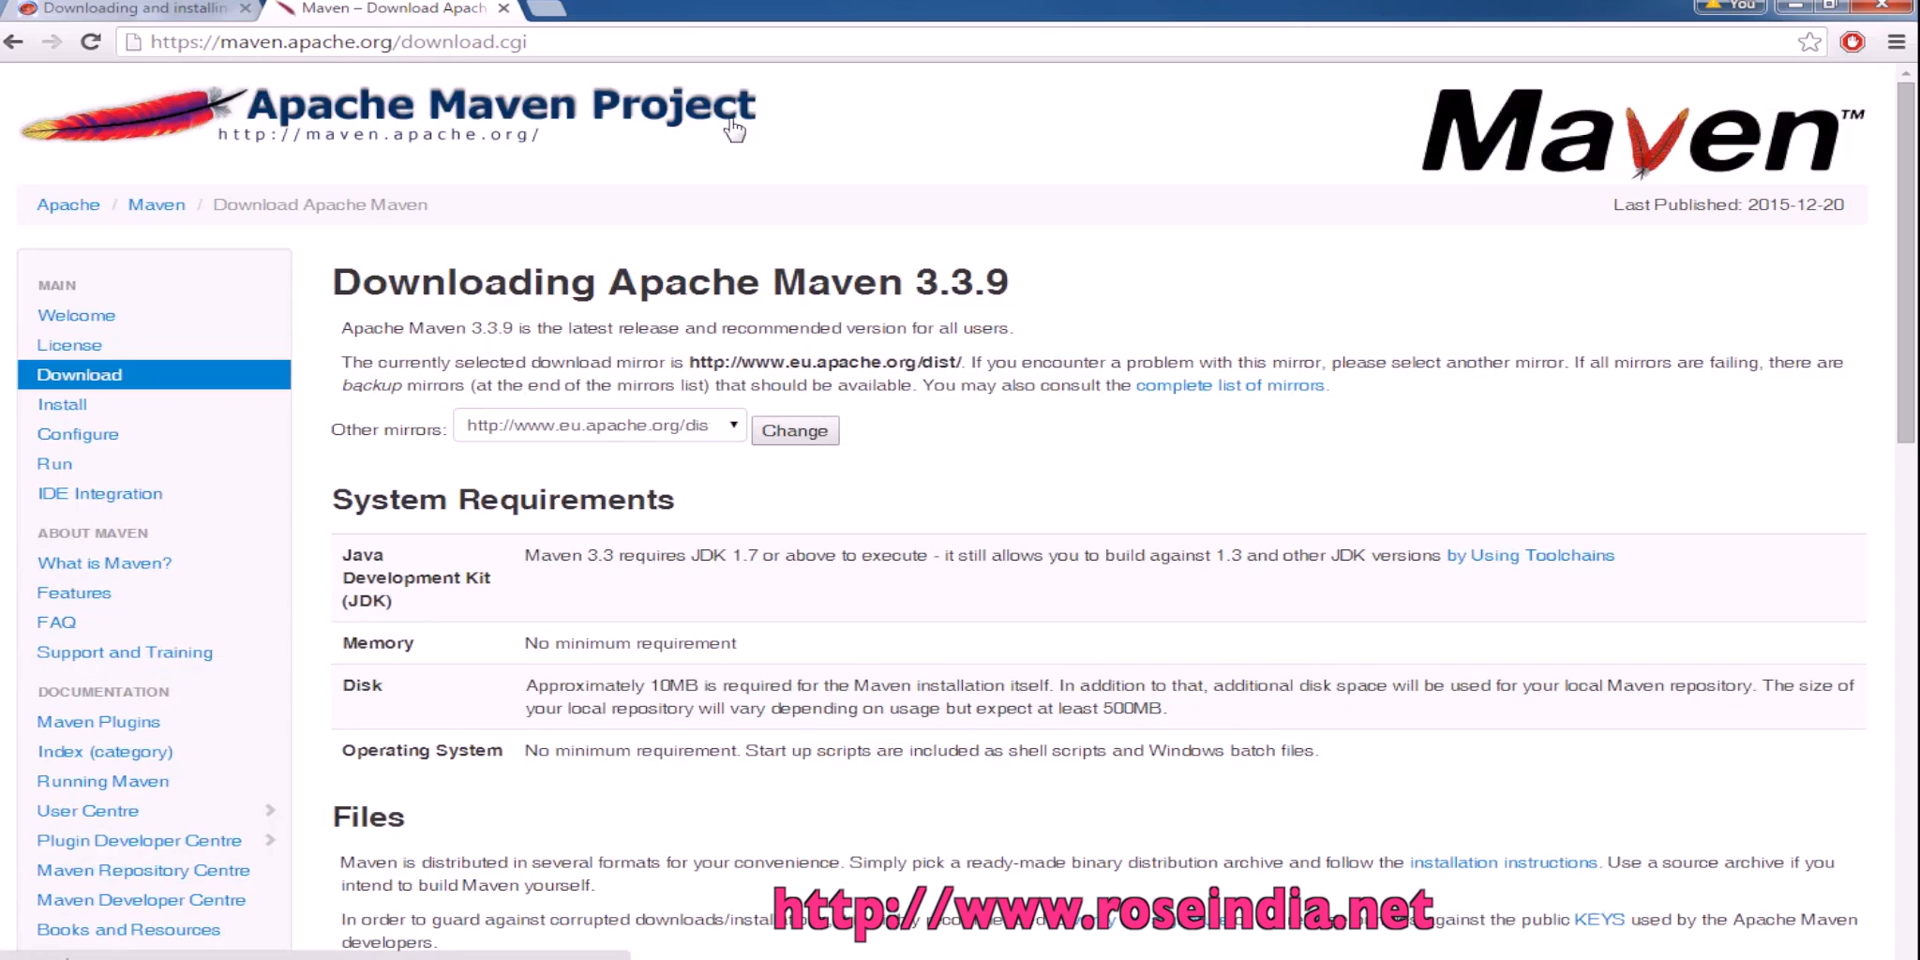 Downloading and installin
Maven – Download Apach
You
https://maven.apache.org/download.cgi
Apache Maven Project
http://maven.apache.org/
Maven™
Apache / Maven / Download Apache Maven
Last Published: 2015-12-20
MAIN
Welcome
License
Download
Install
Configure
Run
IDE Integration
ABOUT MAVEN
What is Maven?
Features
FAQ
Support and Training
DOCUMENTATION
Maven Plugins
Index (category)
Running Maven
User Centre
Plugin Developer Centre
Maven Repository Centre
Maven Developer Centre
Books and Resources
Downloading Apache Maven 3.3.9
Apache Maven 3.3.9 is the latest release and recommended version for all users.
The currently selected download mirror is http://www.eu.apache.org/dist/. If you encounter a problem with this mirror, please select another mirror. If all mirrors are failing, there are
backup mirrors (at the end of the mirrors list) that should be available. You may also consult the complete list of mirrors.
Other mirrors: http://www.eu.apache.org/dis Change
System Requirements
Java
Development Kit
(JDK)
Maven 3.3 requires JDK 1.7 or above to execute - it still allows you to build against 1.3 and other JDK versions by Using Toolchains
Memory
No minimum requirement
Disk
Approximately 10MB is required for the Maven installation itself. In addition to that, additional disk space will be used for your local Maven repository. The size of
your local repository will vary depending on usage but expect at least 500MB.
Operating System
No minimum requirement. Start up scripts are included as shell scripts and Windows batch files.
Files
Maven is distributed in several formats for your convenience. Simply pick a ready-made binary distribution archive and follow the installation instructions. Use a source archive if you
intend to build Maven yourself.
In order to guard against corrupted downloads/instal against the public KEYS used by the Apache Maven
developers.
http://www.roseindia.net